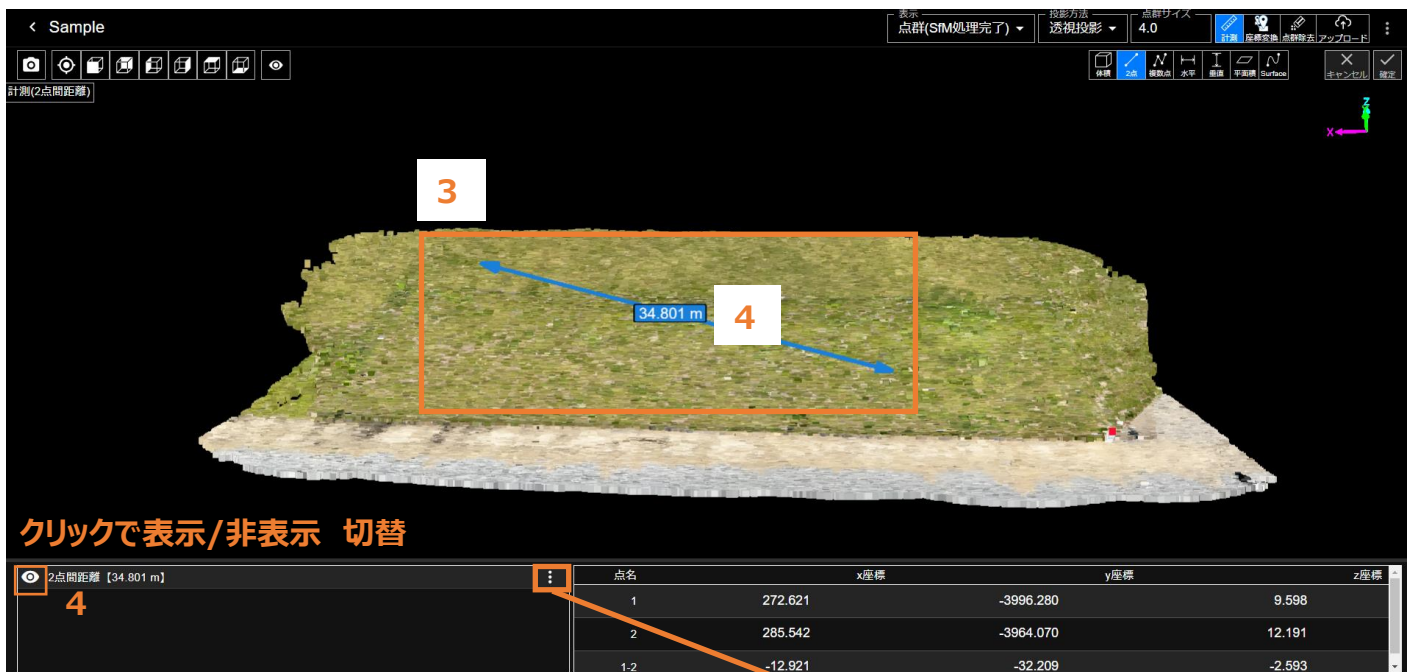 Sample
表示
点群(SfM処理完了)
投影方法
透視投影
点群サイズ
4.0
計測
座標変換
点群除去
アップロード
体積
2点
複数点
水平
垂直
平面積
Surface
キャンセル
確定
計測(2点間距離)
Z
X
3
34.801 m
4
クリックで表示/非表示 切替
2点間距離【34.801 m】
4
点名 x座標 y座標 z座標
1 272.621 -3996.280 9.598
2 285.542 -3964.070 12.191
1-2 -12.921 -32.209 -2.593